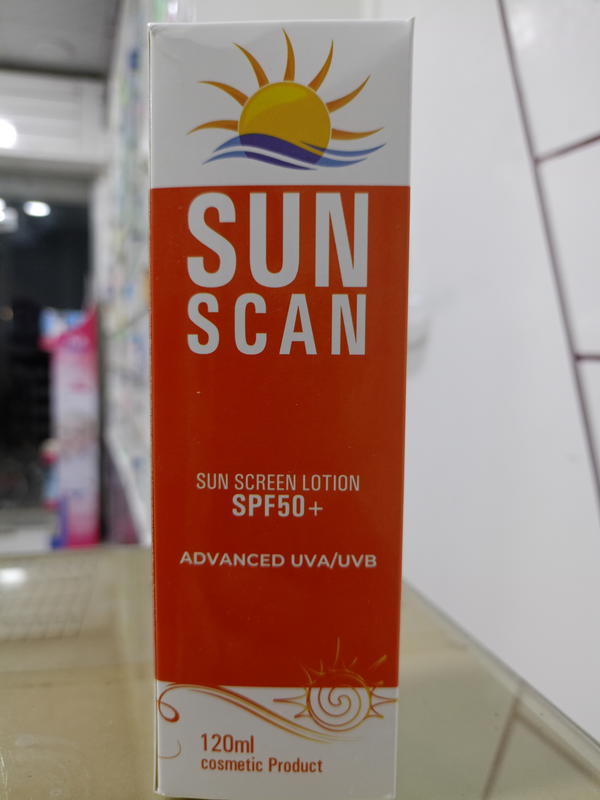 SUN
SCAN
SUN SCREEN LOTION
SPF50+
ADVANCED UVA/UVB
120ml
cosmetic Product